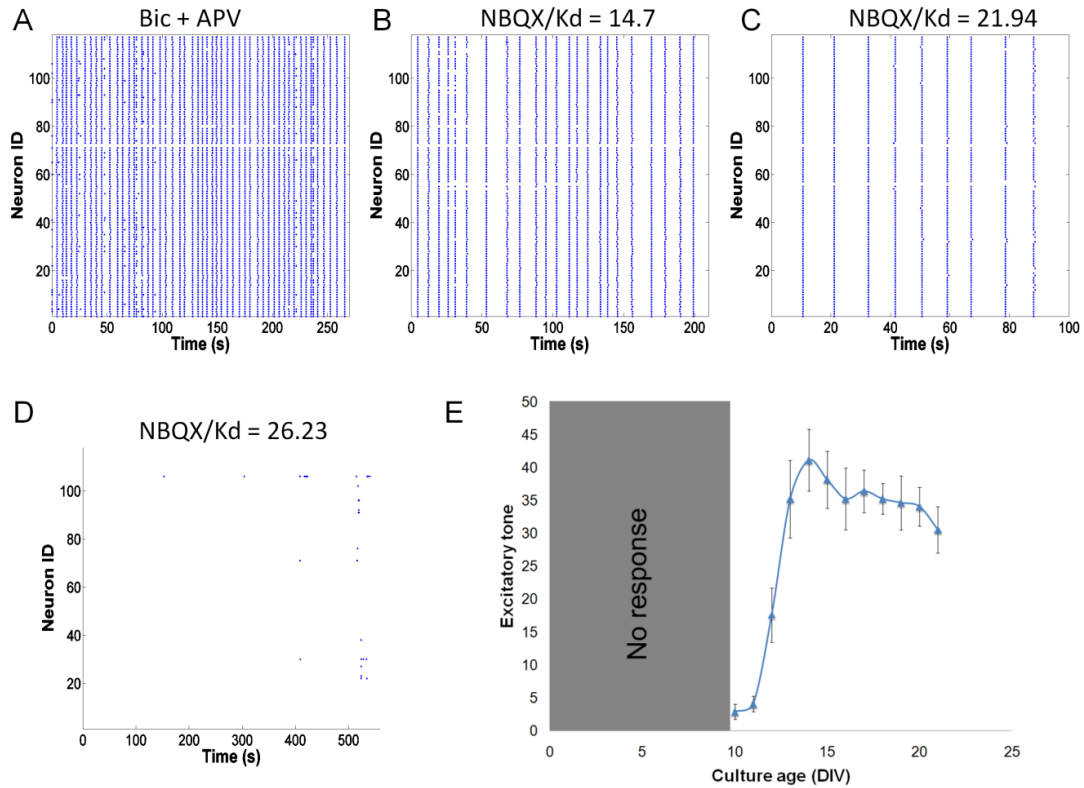 A
Bic + APV
Neuron ID
100
80
60
40
20
0 50 100 150 200 250
Time (s)
B
NBQX/Kd = 14.7
Neuron ID
100
80
60
40
20
0 50 100 150 200
Time (s)
C
NBQX/Kd = 21.94
Neuron ID
100
80
60
40
20
0 20 40 60 80 100
Time (s)
D
NBQX/Kd = 26.23
Neuron ID
100
80
60
40
20
0 100 200 300 400 500
Time (s)
E
Excitatory tone
50
45
40
35
30
25
20
15
10
5
0
No response
0 5 10 15 20 25
Culture age (DIV)